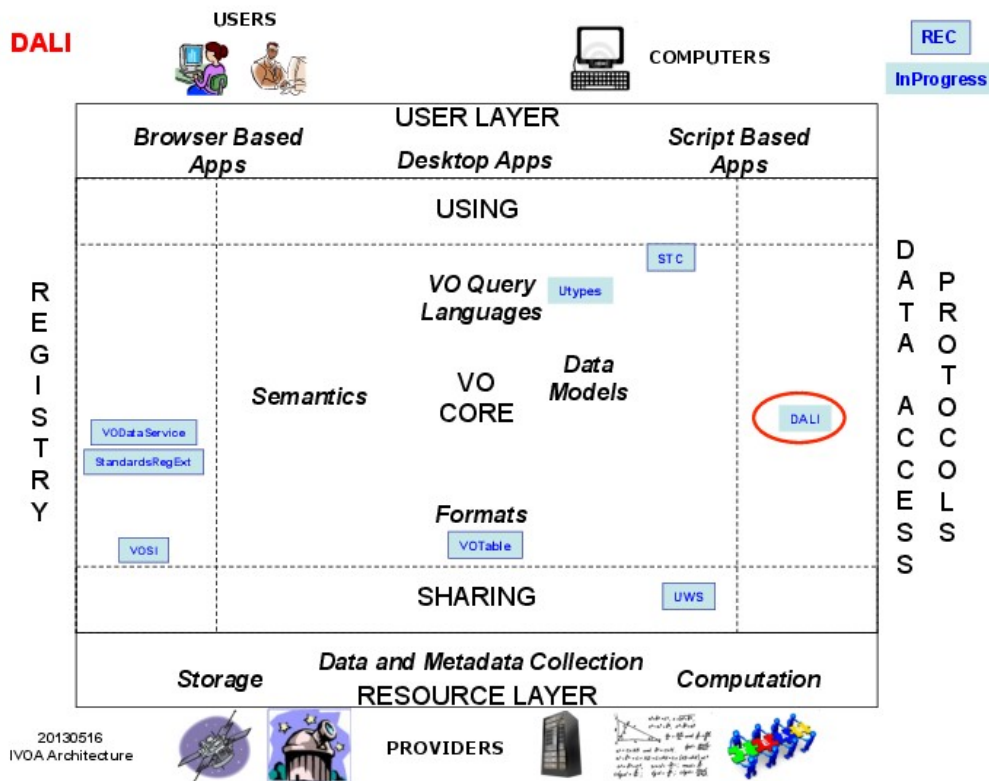 DALI
USERS
COMPUTERS
REC
InProgress
USER LAYER
Browser Based
Apps
Desktop Apps
Script Based
Apps
USING
STC
VO Query
Languages
Utypes
Semantics
VO
CORE
Data
Models
DALI
VODataService
StandardsRegExt
VOSI
Formats
VOTable
SHARING
UWS
REGISTRY
DATA ACCESS
PROTOCOLS
Data and Metadata Collection
Storage
RESOURCE LAYER
Computation
20130516
IVOA Architecture
PROVIDERS